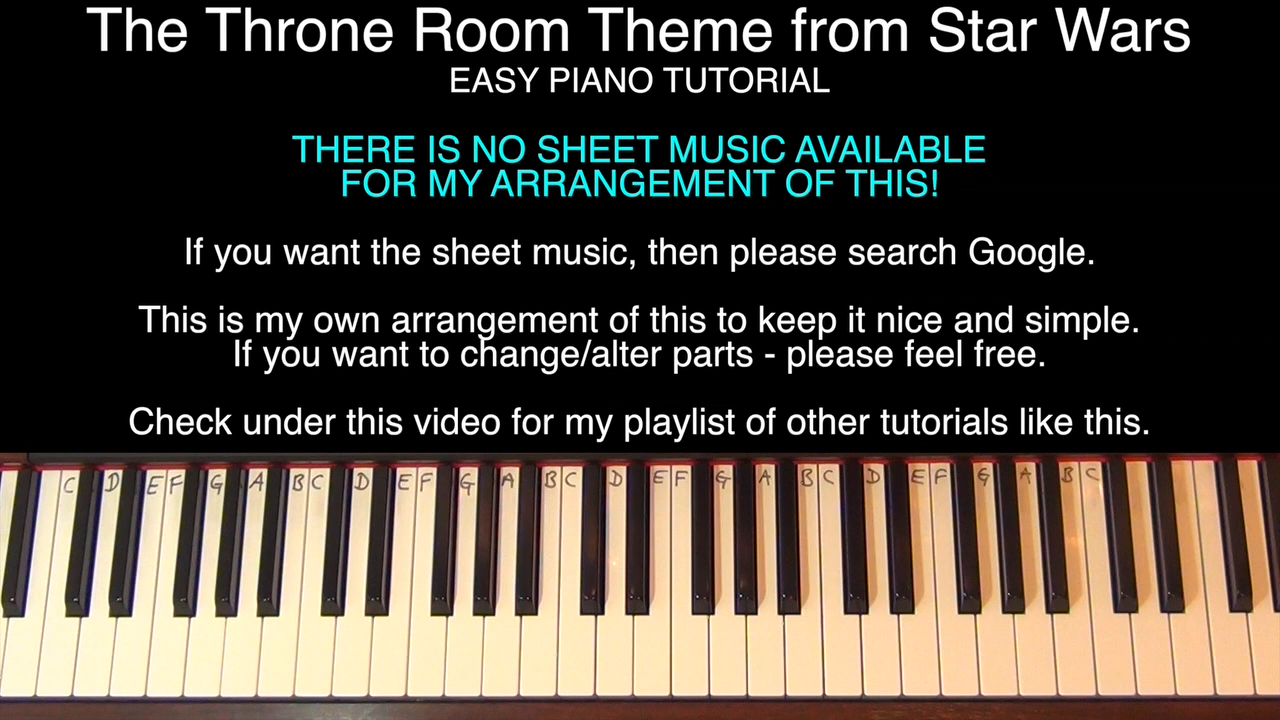 The Throne Room Theme from Star Wars
EASY PIANO TUTORIAL
THERE IS NO SHEET MUSIC AVAILABLE
FOR MY ARRANGEMENT OF THIS!
If you want the sheet music, then please search Google.
This is my own arrangement of this to keep it nice and simple.
If you want to change/alter parts - please feel free.
Check under this video for my playlist of other tutorials like this.
C D E F G A B C D E F G A B C D E F G A B C D E F G A B C